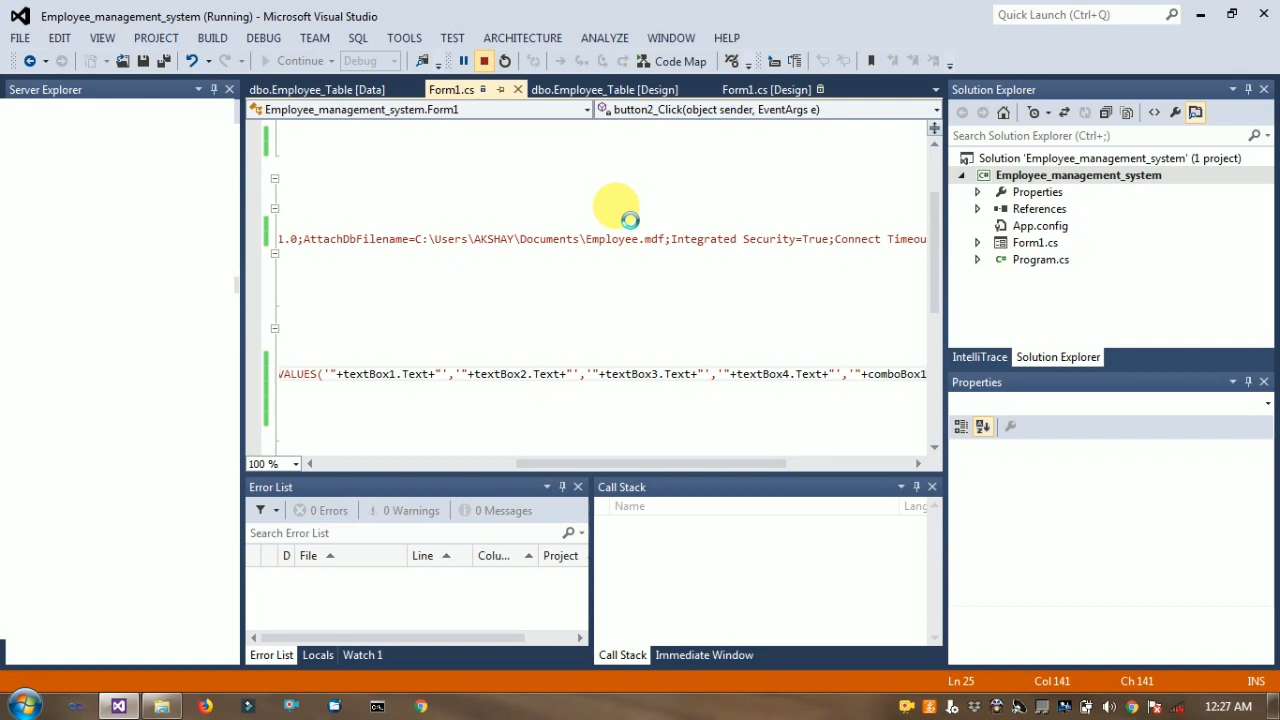 Employee_management_system (Running) - Microsoft Visual Studio
Quick Launch (Ctrl+Q)
FILE EDIT VIEW PROJECT BUILD DEBUG TEAM SQL TOOLS TEST ARCHITECTURE ANALYZE WINDOW HELP
Continue Debug Code Map
Server Explorer
dbo.Employee_Table [Data] Form1.cs dbo.Employee_Table [Design] Form1.cs [Design]
Employee_management_system.Form1 button2_Click(object sender, EventArgs e)
1.0;AttachDbFilename=C:\Users\AKSHAY\Documents\Employee.mdf;Integrated Security=True;Connect Timeou
VALUES('"+textBox1.Text+"','"+textBox2.Text+"','"+textBox3.Text+"','"+textBox4.Text+"','"+comboBox1
100 %
Solution Explorer
Search Solution Explorer (Ctrl+;)
Solution 'Employee_management_system' (1 project)
Employee_management_system
Properties
References
App.config
Form1.cs
Program.cs
IntelliTrace Solution Explorer
Properties
Error List
0 Errors 0 Warnings 0 Messages
Search Error List
D File Line Colu... Project
Error List Locals Watch 1
Call Stack
Name Lang
Call Stack Immediate Window
Ln 25 Col 141 Ch 141 INS
12:27 AM